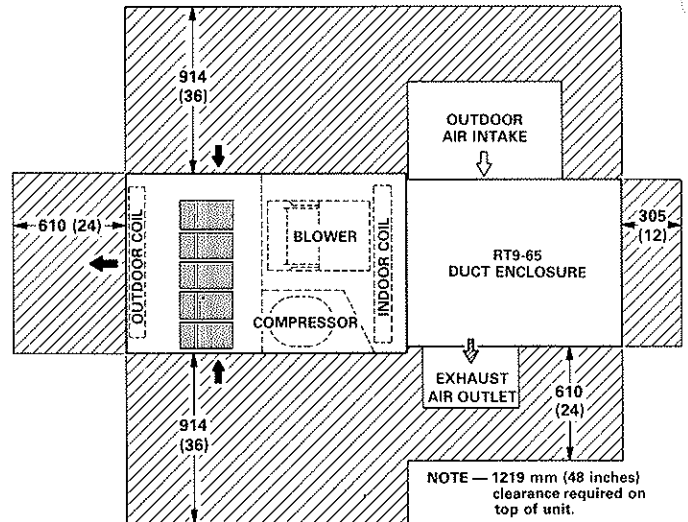 914
(36)
OUTDOOR
AIR INTAKE
610 (24)
OUTDOOR COIL
BLOWER
INDOOR COIL
305
(12)
RT9-65
DUCT ENCLOSURE
COMPRESSOR
EXHAUST
AIR OUTLET
610
(24)
914
(36)
NOTE — 1219 mm (48 inches)
clearance required on
top of unit.